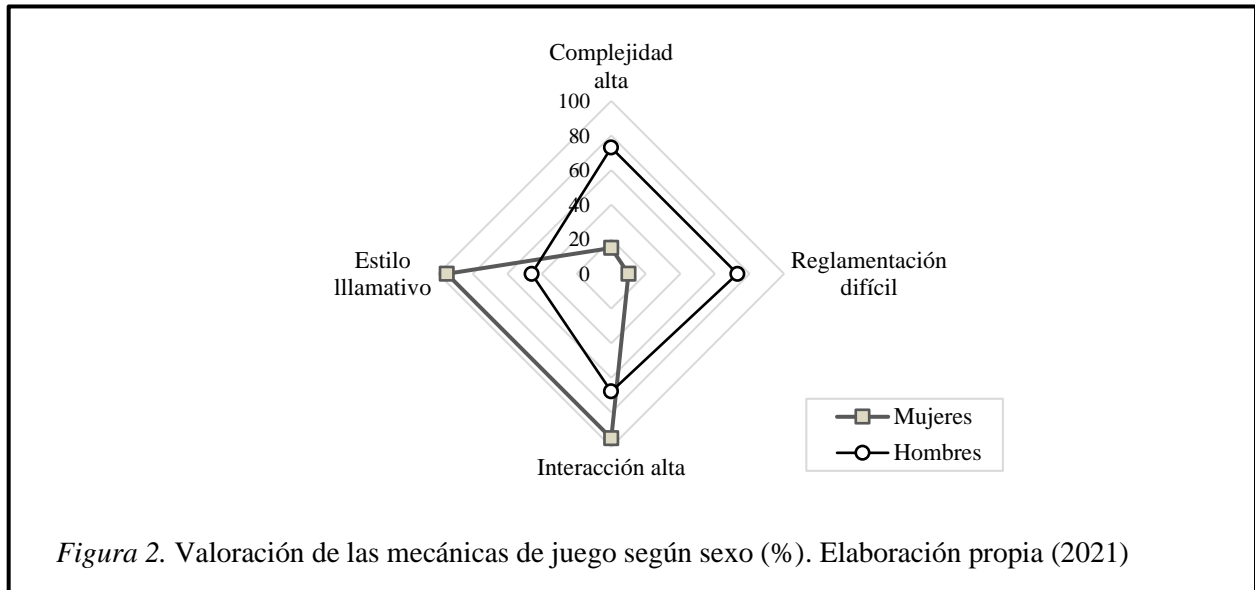 Complejidad
alta
100
80
60
40
20
0
Estilo
lllamativo
Reglamentación
difícil
Interacción alta
Mujeres
Hombres
Figura 2. Valoración de las mecánicas de juego según sexo (%). Elaboración propia (2021)